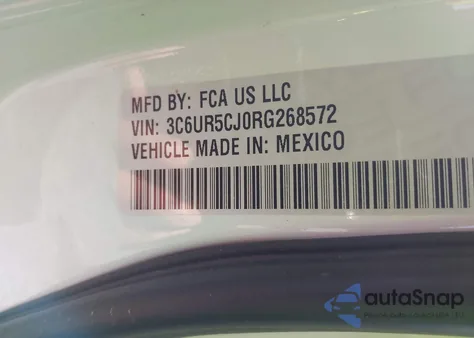 MFD BY: FCA US LLC
VIN: 3C6UR5CJ0RG268572
VEHICLE MADE IN: MEXICO
autaSnap